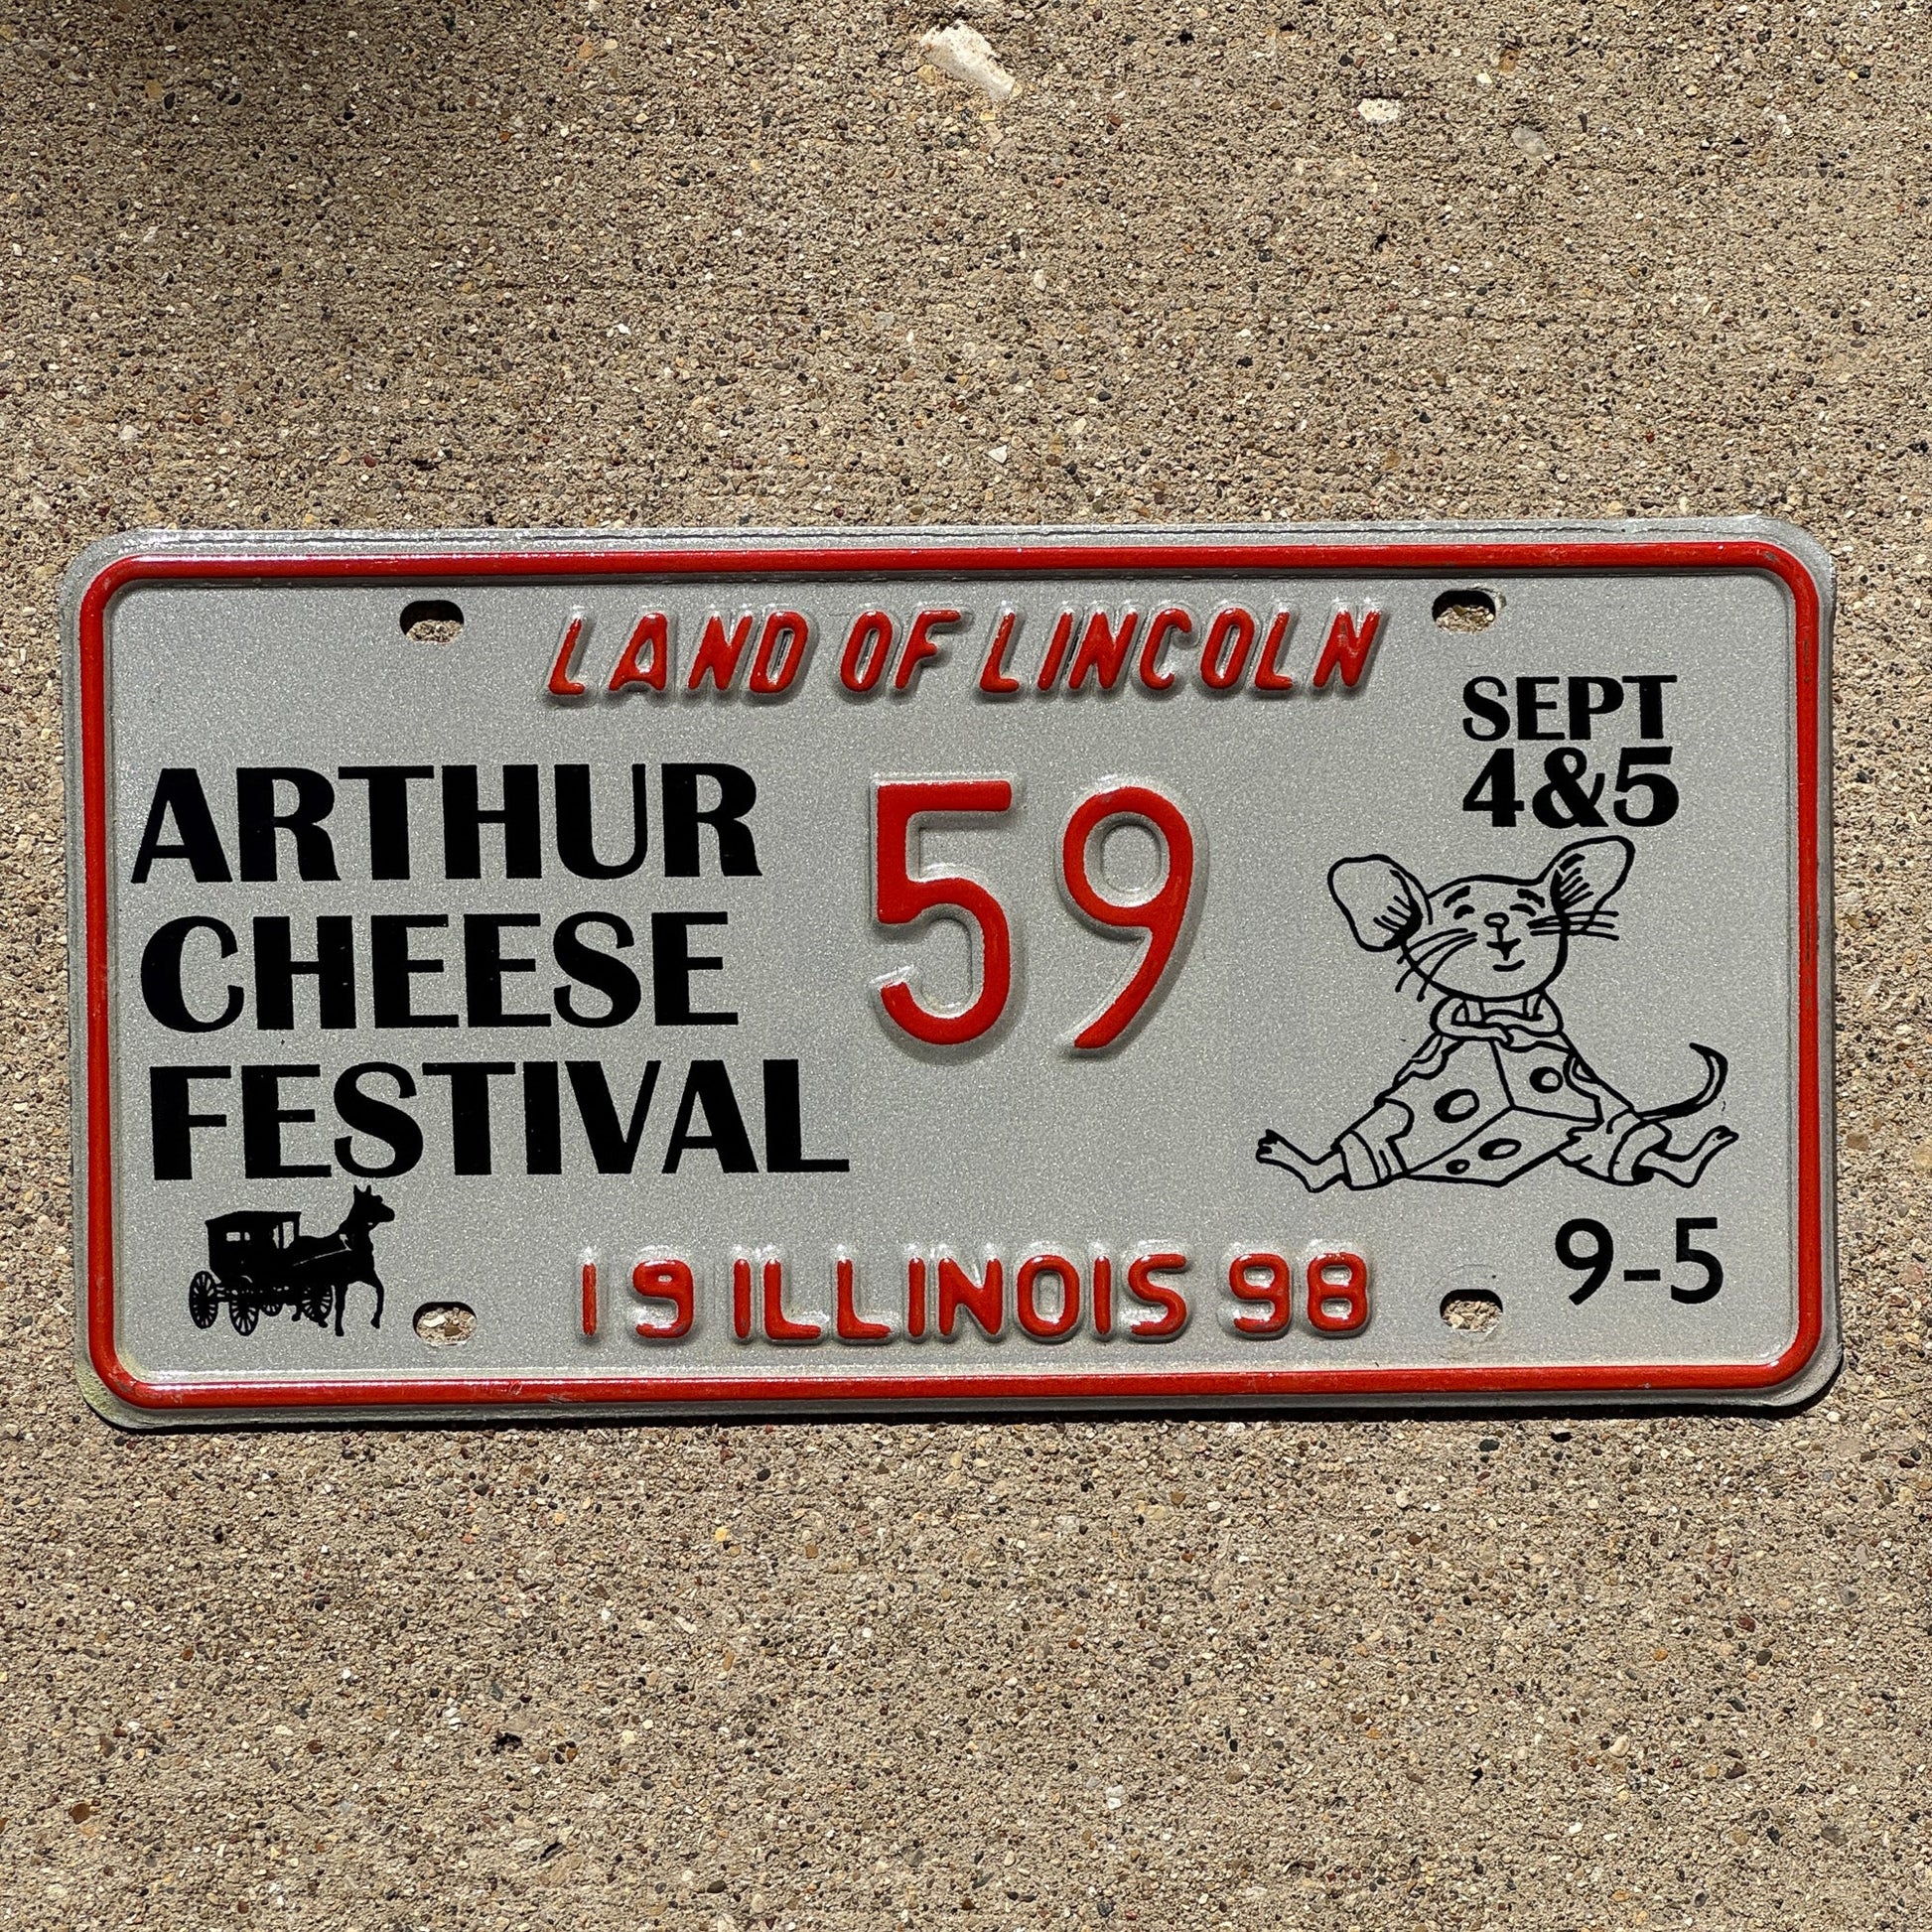 LAND OF LINCOLN
ARTHUR
CHEESE
FESTIVAL
59
SEPT
4&5
19 ILLINOIS 98
9-5